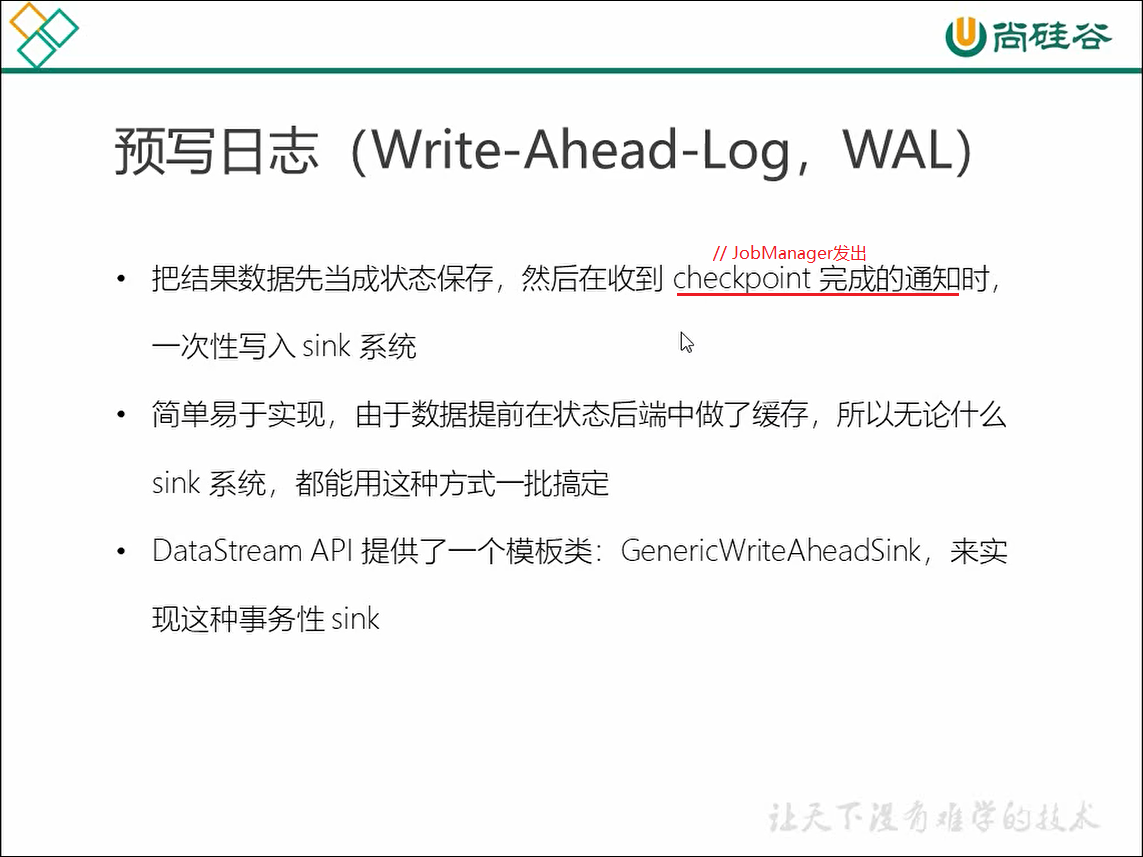 尚硅谷
预写日志（Write-Ahead-Log，WAL）
// JobManager发出
• 把结果数据先当成状态保存，然后在收到 checkpoint 完成的通知时，
一次性写入 sink 系统
• 简单易于实现，由于数据提前在状态后端中做了缓存，所以无论什么
sink 系统，都能用这种方式一批搞定
• DataStream API 提供了一个模板类：GenericWriteAheadSink，来实
现这种事务性 sink
让天下没有难学的技术